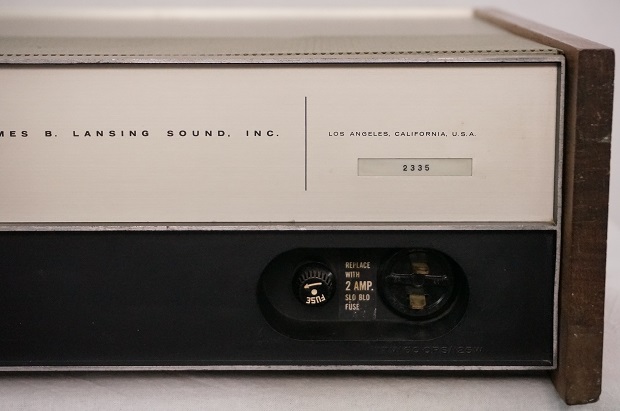 MES B. LANSING SOUND, INC.
LOS ANGELES, CALIFORNIA, U.S.A.
2335
REPLACE
WITH
2 AMP.
SLO BLO
FUSE
FUSE